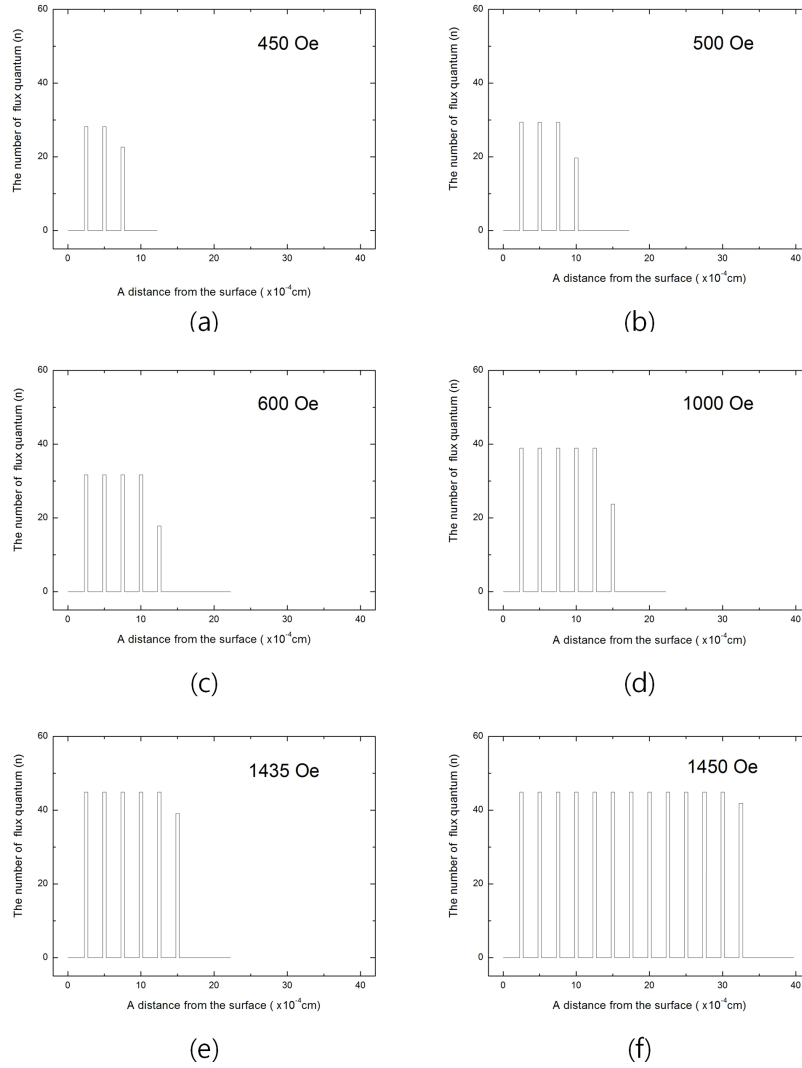 60
40
20
0
The number of flux quantum (n)
450 Oe
0 10 20 30 40
A distance from the surface ( x10⁻⁴cm)
(a)
60
40
20
0
The number of flux quantum (n)
500 Oe
0 10 20 30 40
A distance from the surface ( x10⁻⁴cm)
(b)
60
40
20
0
The number of flux quantum (n)
600 Oe
0 10 20 30 40
A distance from the surface ( x10⁻⁴cm)
(c)
60
40
20
0
The number of flux quantum (n)
1000 Oe
0 10 20 30 40
A distance from the surface ( x10⁻⁴cm)
(d)
60
40
20
0
The number of flux quantum (n)
1435 Oe
0 10 20 30 40
A distance from the surface ( x10⁻⁴cm)
(e)
60
40
20
0
The number of flux quantum (n)
1450 Oe
0 10 20 30 40
A distance from the surface ( x10⁻⁴cm)
(f)